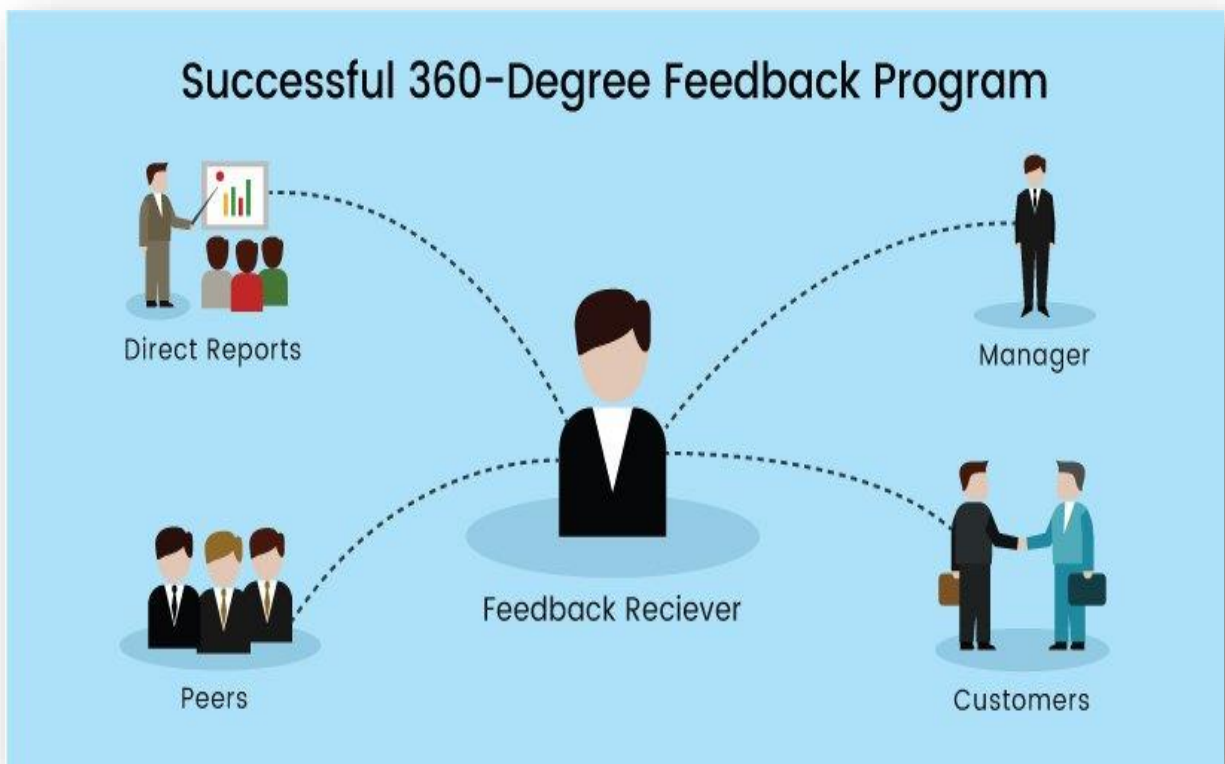 Successful 360-Degree Feedback Program
Direct Reports
Manager
Feedback Reciever
Peers
Customers